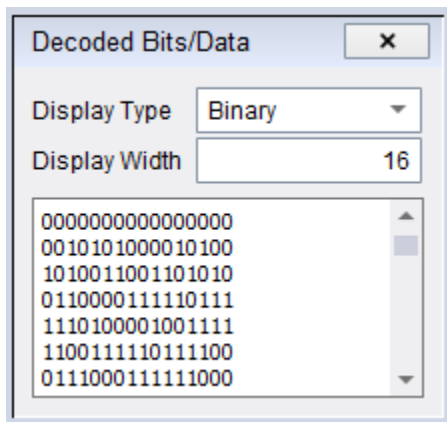 Decoded Bits/Data ×
Display Type Binary
Display Width 16
0000000000000000
0010101000010100
1010011001101010
0110000111110111
1110100001001111
1100111110111100
0111000111111000